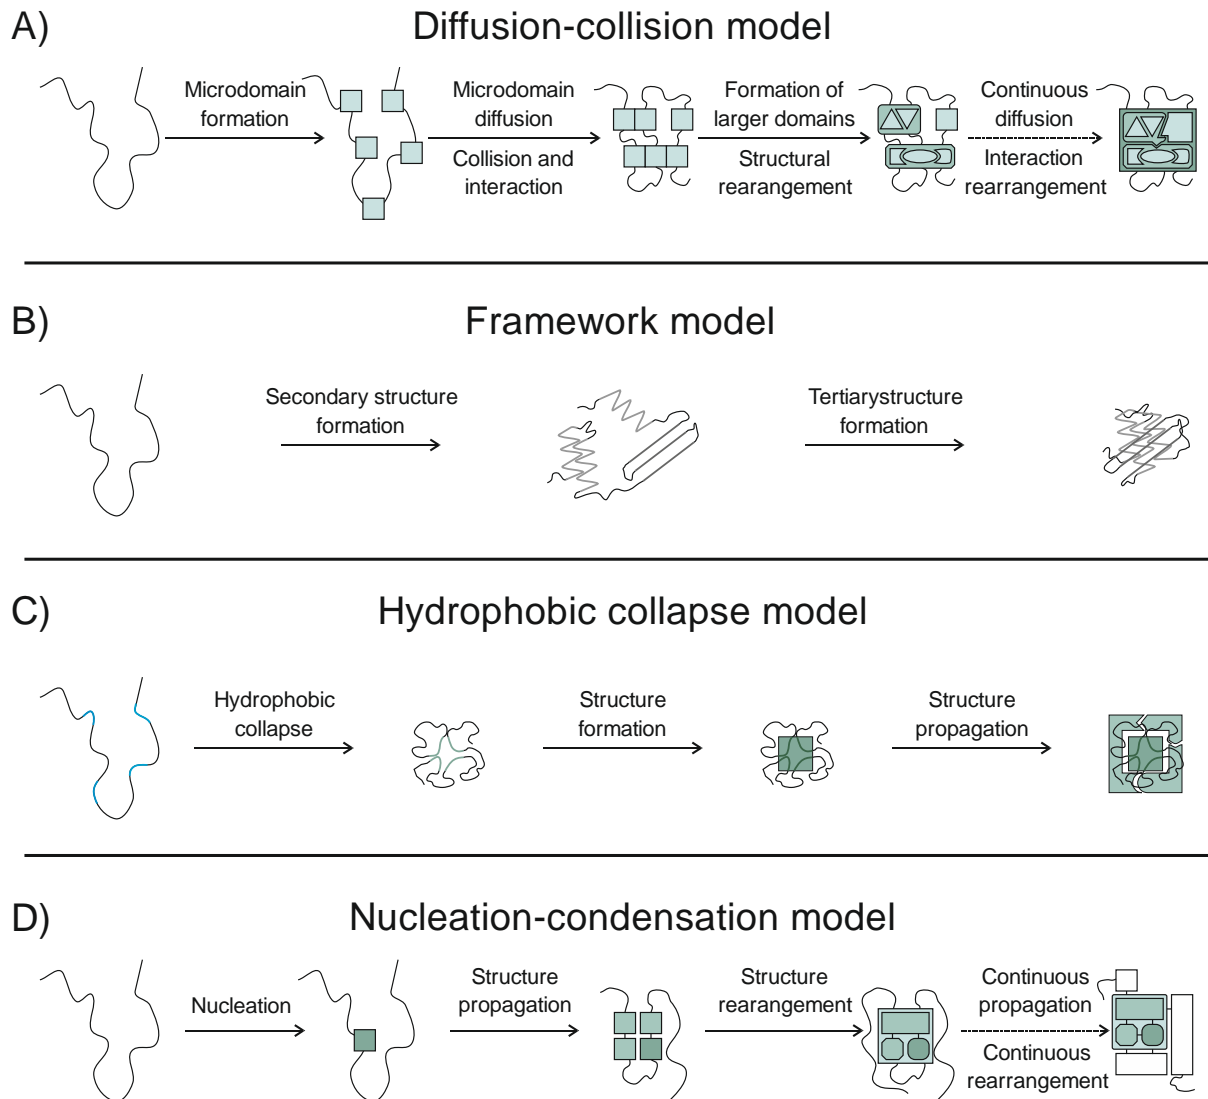 A)
Diffusion-collision model
Microdomain
formation
Microdomain
diffusion
Collision and
interaction
Formation of
larger domains
Structural
rearrangement
Continuous
diffusion
Interaction
rearrangement
B)
Framework model
Secondary structure
formation
Tertiarystructure
formation
C)
Hydrophobic collapse model
Hydrophobic
collapse
Structure
formation
Structure
propagation
D)
Nucleation-condensation model
Nucleation
Structure
propagation
Structure
rearrangement
Continuous
propagation
Continuous
rearrangement